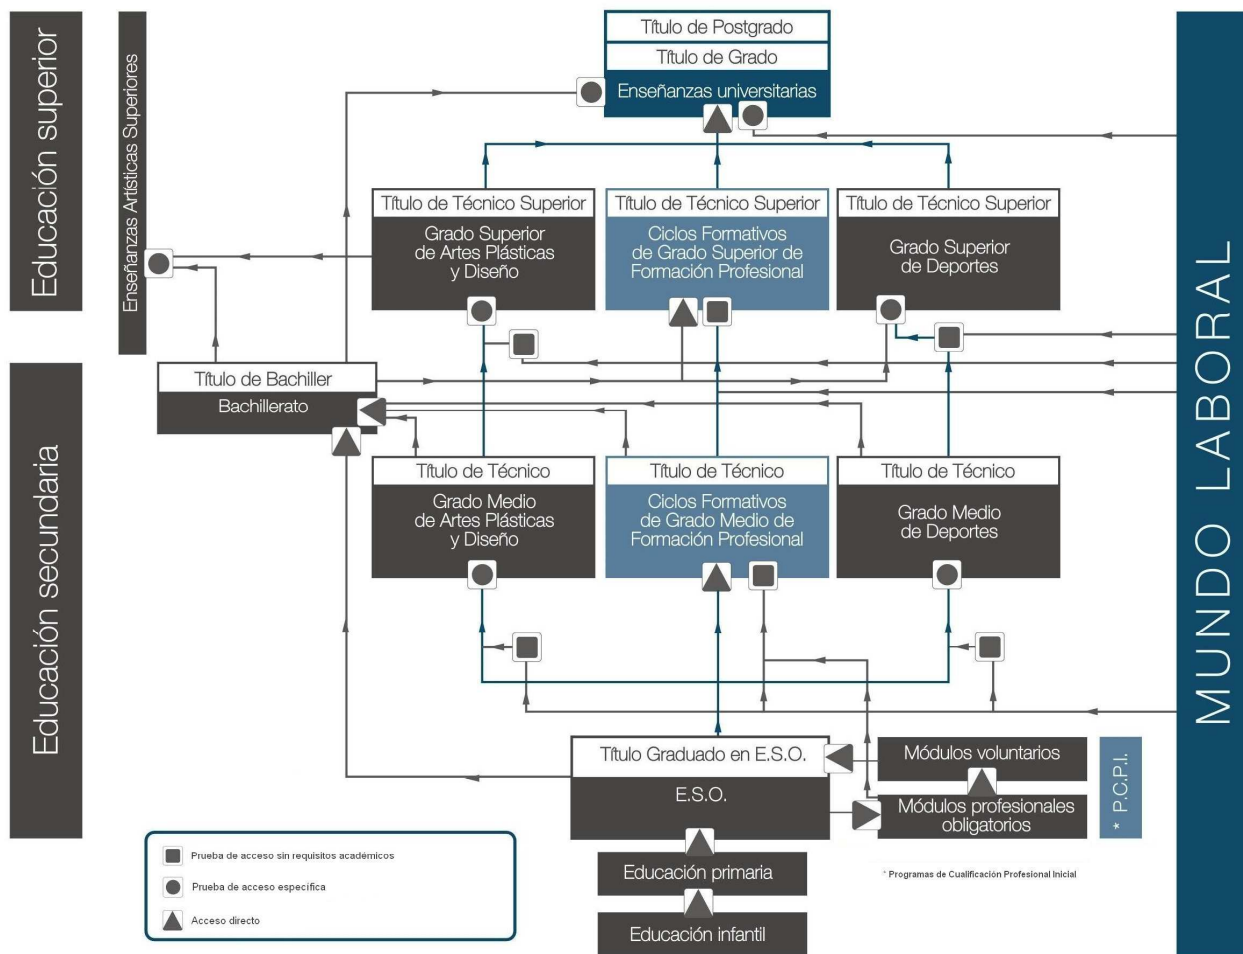 Educación superior
Enseñanzas Artísticas Superiores
Título de Postgrado
Título de Grado
Enseñanzas universitarias
Título de Técnico Superior
Grado Superior
de Artes Plásticas
y Diseño
Título de Técnico Superior
Ciclos Formativos
de Grado Superior de
Formación Profesional
Título de Técnico Superior
Grado Superior
de Deportes
MUNDO LABORAL
Educación secundaria
Título de Bachiller
Bachillerato
Título de Técnico
Grado Medio
de Artes Plásticas
y Diseño
Título de Técnico
Ciclos Formativos
de Grado Medio de
Formación Profesional
Título de Técnico
Grado Medio
de Deportes
Título Graduado en E.S.O.
E.S.O.
Módulos voluntarios
Módulos profesionales
obligatorios
* P.C.P.I.
Educación primaria
Educación infantil
* Programas de Cualificación Profesional Inicial
Prueba de acceso sin requisitos académicos
Prueba de acceso específica
Acceso directo